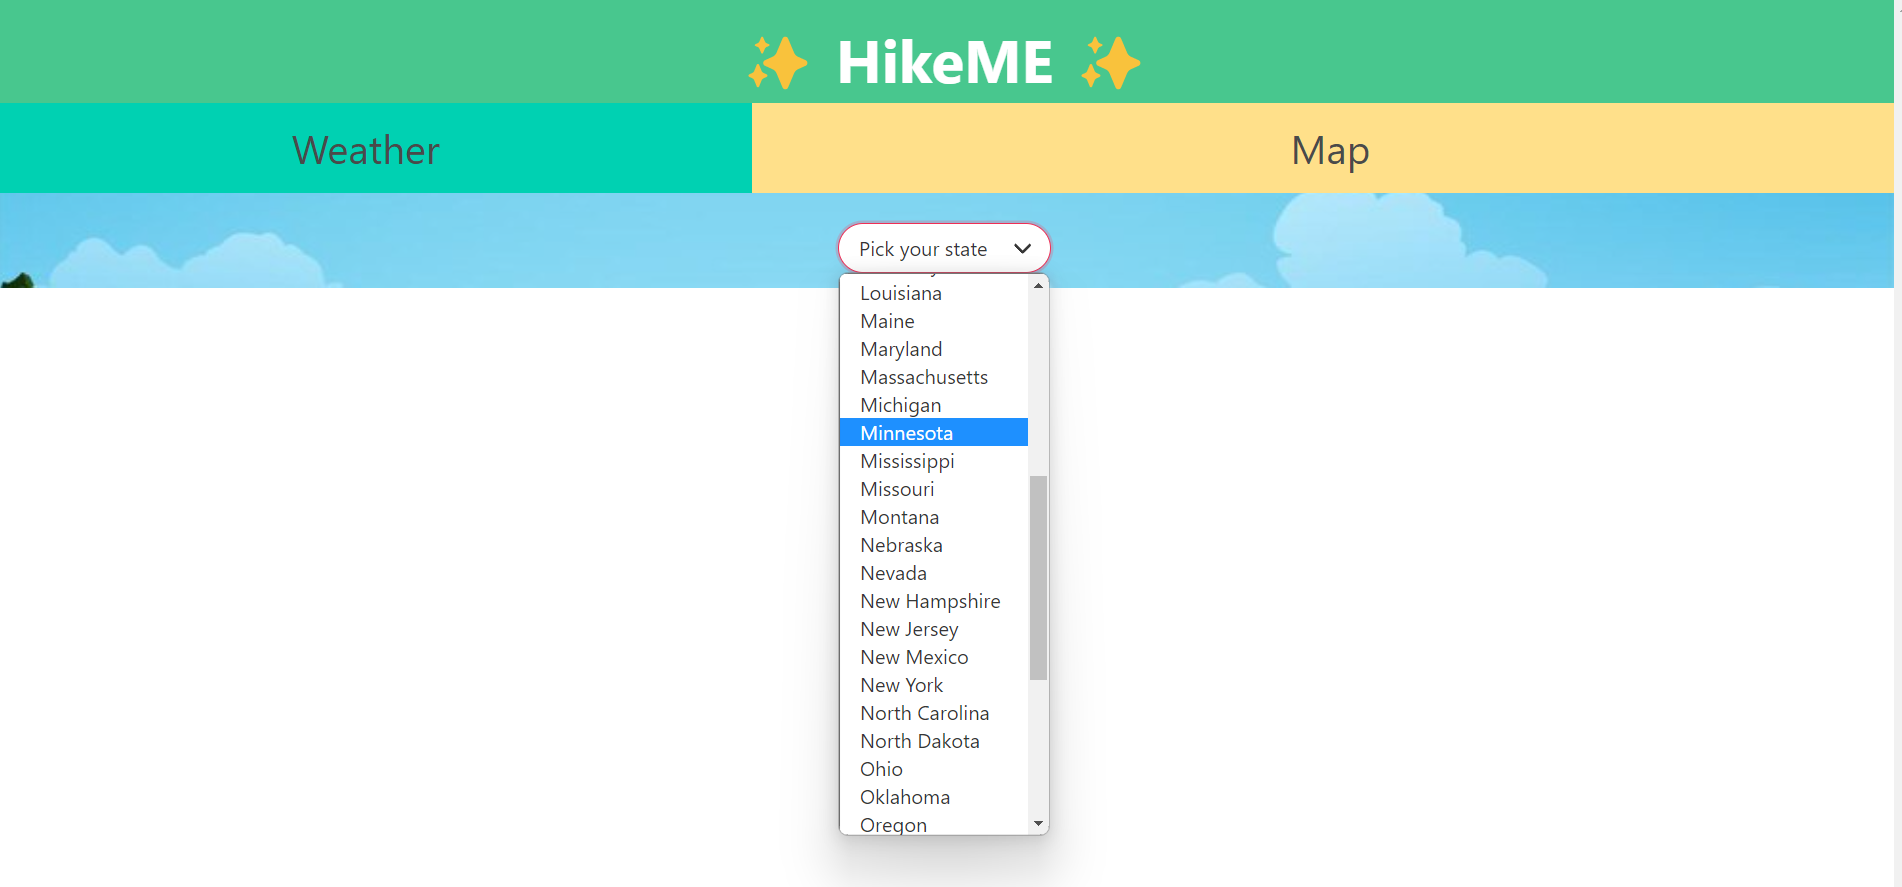 ✨ HikeME ✨
Weather
Map
Pick your state
Louisiana
Maine
Maryland
Massachusetts
Michigan
Minnesota
Mississippi
Missouri
Montana
Nebraska
Nevada
New Hampshire
New Jersey
New Mexico
New York
North Carolina
North Dakota
Ohio
Oklahoma
Oregon